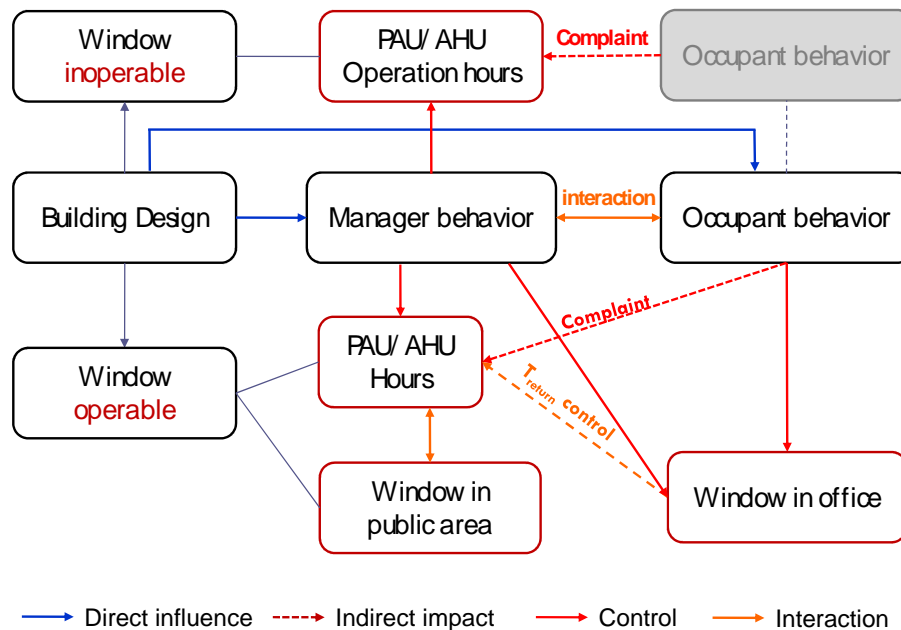 Window
inoperable
PAU/ AHU
Operation hours
Complaint
Occupant behavior
Building Design
Manager behavior
interaction
Occupant behavior
Window
operable
PAU/ AHU
Hours
Complaint
Treturn control
Window in
public area
Window in office
Direct influence
Indirect impact
Control
Interaction